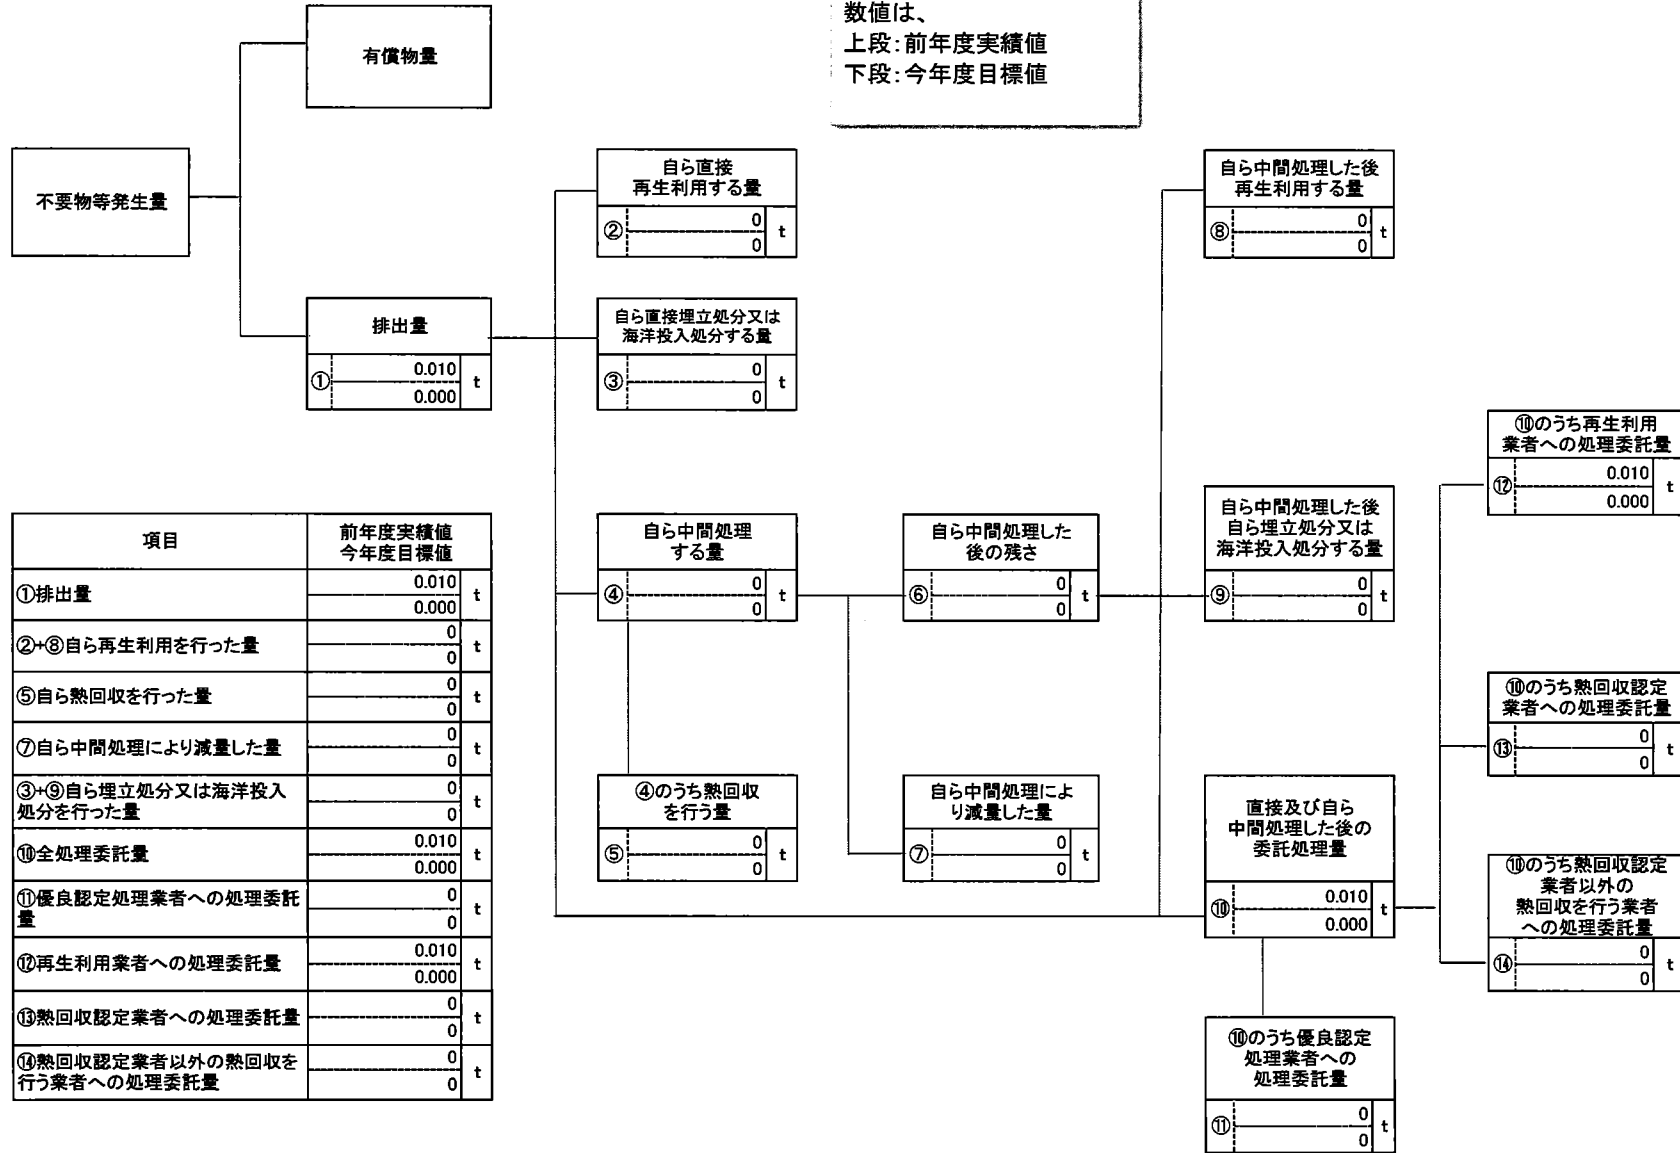 数値は、
上段:前年度実績値
下段:今年度目標値
有償物量
不要物等発生量
排出量
① 0.010 t
0.000
自ら直接
再生利用する量
② 0 t
0
自ら直接埋立処分又は
海洋投入処分する量
③ 0 t
0
自ら中間処理
する量
④ 0 t
0
④のうち熱回収
を行う量
⑤ 0 t
0
自ら中間処理した
後の残さ
⑥ 0 t
0
自ら中間処理によ
り減量した量
⑦ 0 t
0
自ら中間処理した後
再生利用する量
⑧ 0 t
0
自ら中間処理した後
自ら埋立処分又は
海洋投入処分する量
⑨ 0 t
0
直接及び自ら
中間処理した後の
委託処理量
⑩ 0.010 t
0.000
⑩のうち優良認定
処理業者への
処理委託量
⑪ 0 t
0
⑩のうち再生利用
業者への処理委託量
⑫ 0.010 t
0.000
⑩のうち熱回収認定
業者への処理委託量
⑬ 0 t
0
⑩のうち熱回収認定
業者以外の
熱回収を行う業者
への処理委託量
⑭ 0 t
0
項目 前年度実績値
今年度目標値
①排出量 0.010 t
0.000
②+⑧自ら再生利用を行った量 0 t
0
⑤自ら熱回収を行った量 0 t
0
⑦自ら中間処理により減量した量 0 t
0
③+⑨自ら埋立処分又は海洋投入
処分を行った量 0 t
0
⑩全処理委託量 0.010 t
0.000
⑪優良認定処理業者への処理委託
量 0 t
0
⑫再生利用業者への処理委託量 0.010 t
0.000
⑬熱回収認定業者への処理委託量 0 t
0
⑭熱回収認定業者以外の熱回収を
行う業者への処理委託量 0 t
0